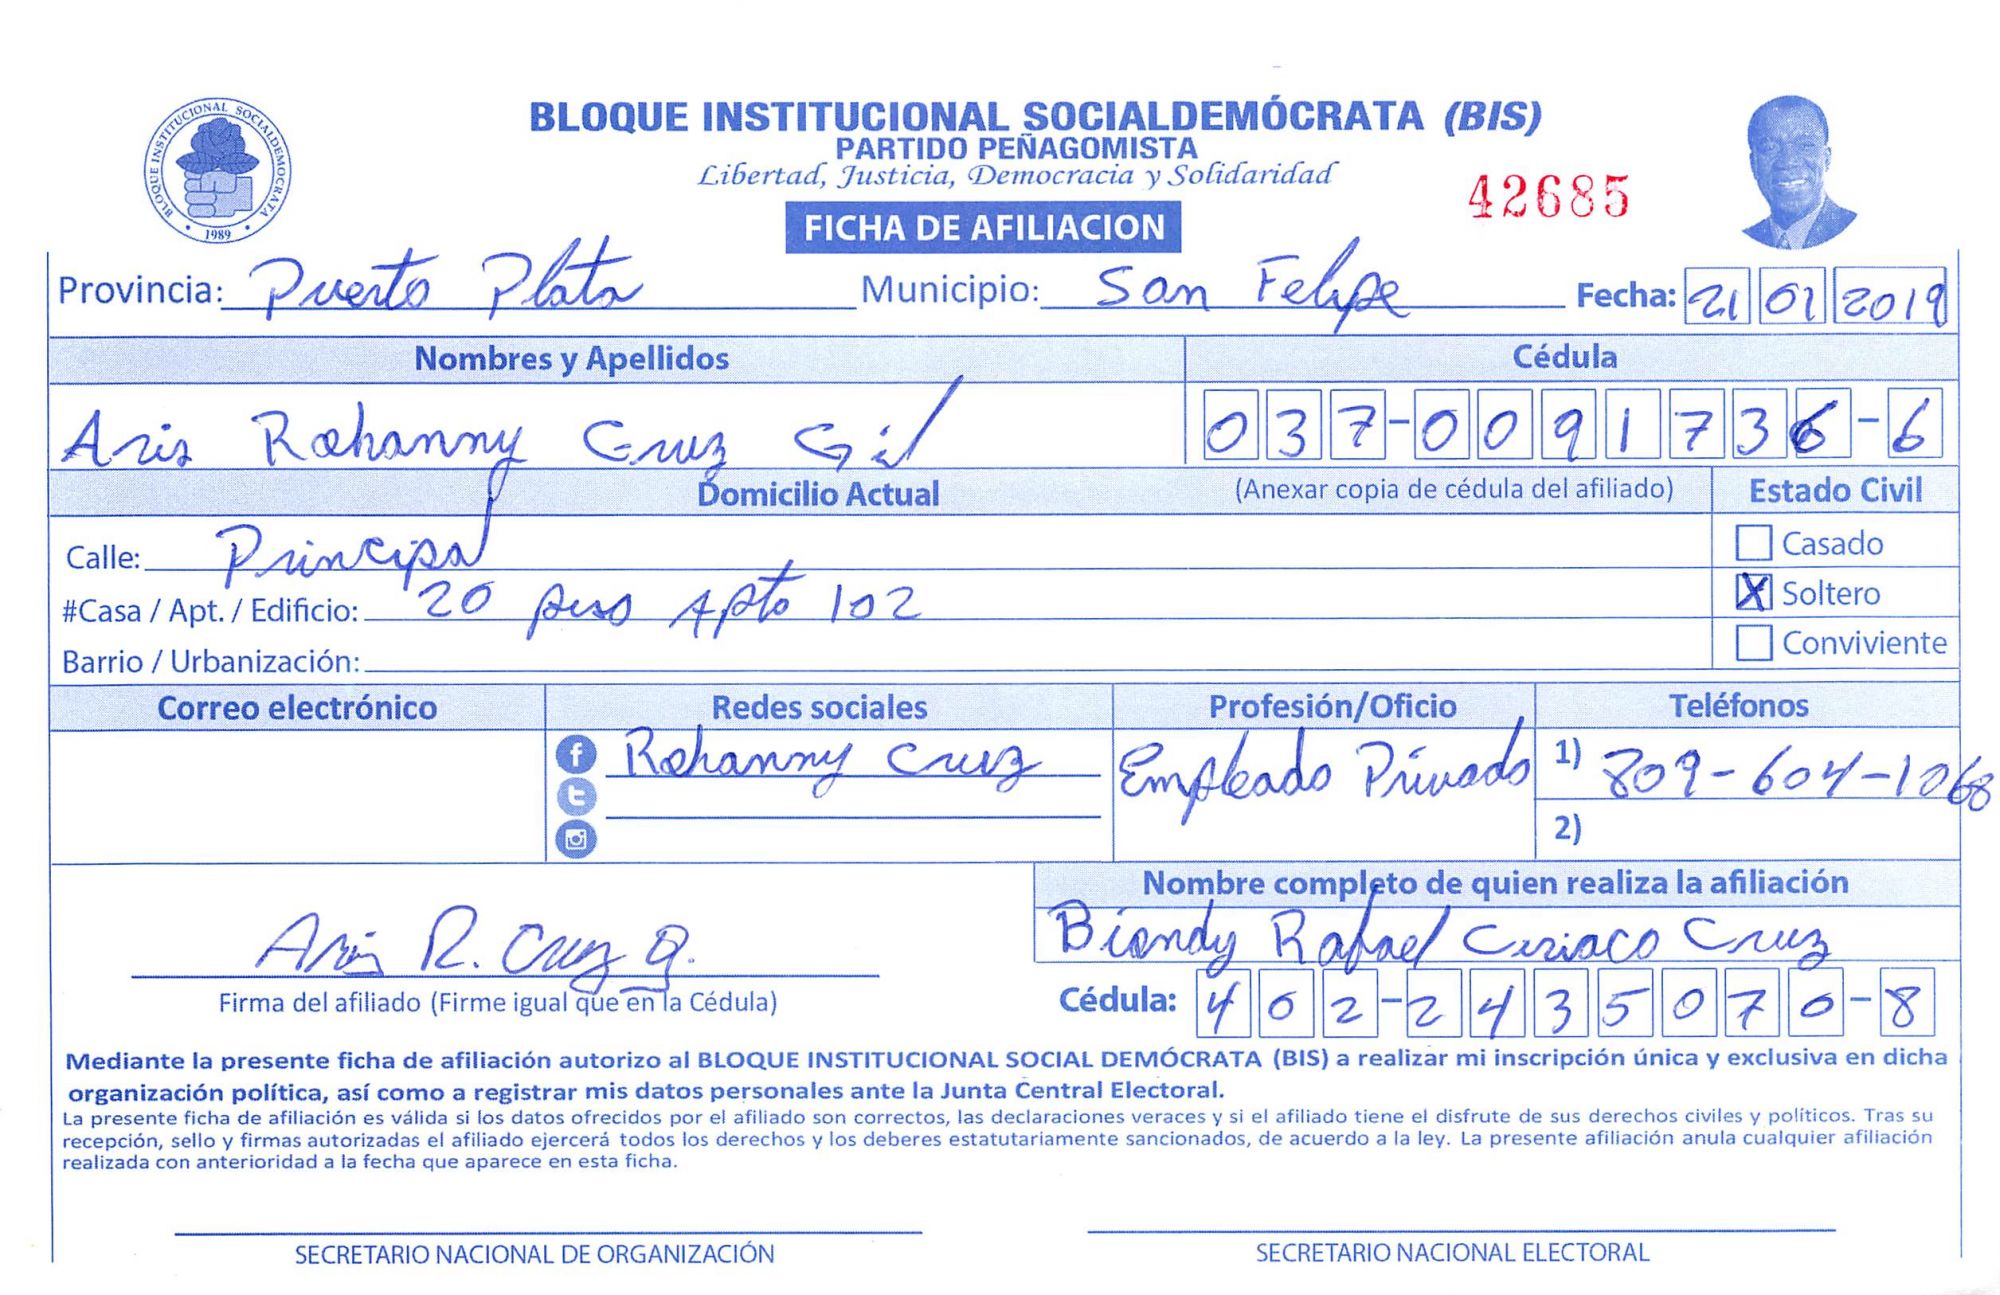 BLOQUE INSTITUCIONAL SOCIALDEMOCRATA
1989
BLOQUE INSTITUCIONAL SOCIALDEMÓCRATA (BIS)
PARTIDO PEÑAGOMISTA
Libertad, Justicia, Democracia y Solidaridad
42685
FICHA DE AFILIACION
Provincia: Puerto Plata Municipio: San Felipe Fecha: 21 01 2019
Nombres y Apellidos Cédula
Aris Rohanny Cruz Gil 037-0091736-6
Domicilio Actual (Anexar copia de cédula del afiliado) Estado Civil
Calle: Principal Casado
#Casa / Apt. / Edificio: 20 piso Apto 102 X Soltero
Barrio / Urbanización: Conviviente
Correo electrónico Redes sociales Profesión/Oficio Teléfonos
Rohanny Cruz Empleado Privado 1) 809-604-1068
2)
Nombre completo de quien realiza la afiliación
Aris R. Cruz g. Biandy Rafael Ciriaco Cruz
Firma del afiliado (Firme igual que en la Cédula) Cédula: 402-2435070-8
Mediante la presente ficha de afiliación autorizo al BLOQUE INSTITUCIONAL SOCIAL DEMÓCRATA (BIS) a realizar mi inscripción única y exclusiva en dicha
organización política, así como a registrar mis datos personales ante la Junta Central Electoral.
La presente ficha de afiliación es válida si los datos ofrecidos por el afiliado son correctos, las declaraciones veraces y si el afiliado tiene el disfrute de sus derechos civiles y políticos. Tras su
recepción, sello y firmas autorizadas el afiliado ejercerá todos los derechos y los deberes estatutariamente sancionados, de acuerdo a la ley. La presente afiliación anula cualquier afiliación
realizada con anterioridad a la fecha que aparece en esta ficha.
SECRETARIO NACIONAL DE ORGANIZACIÓN SECRETARIO NACIONAL ELECTORAL